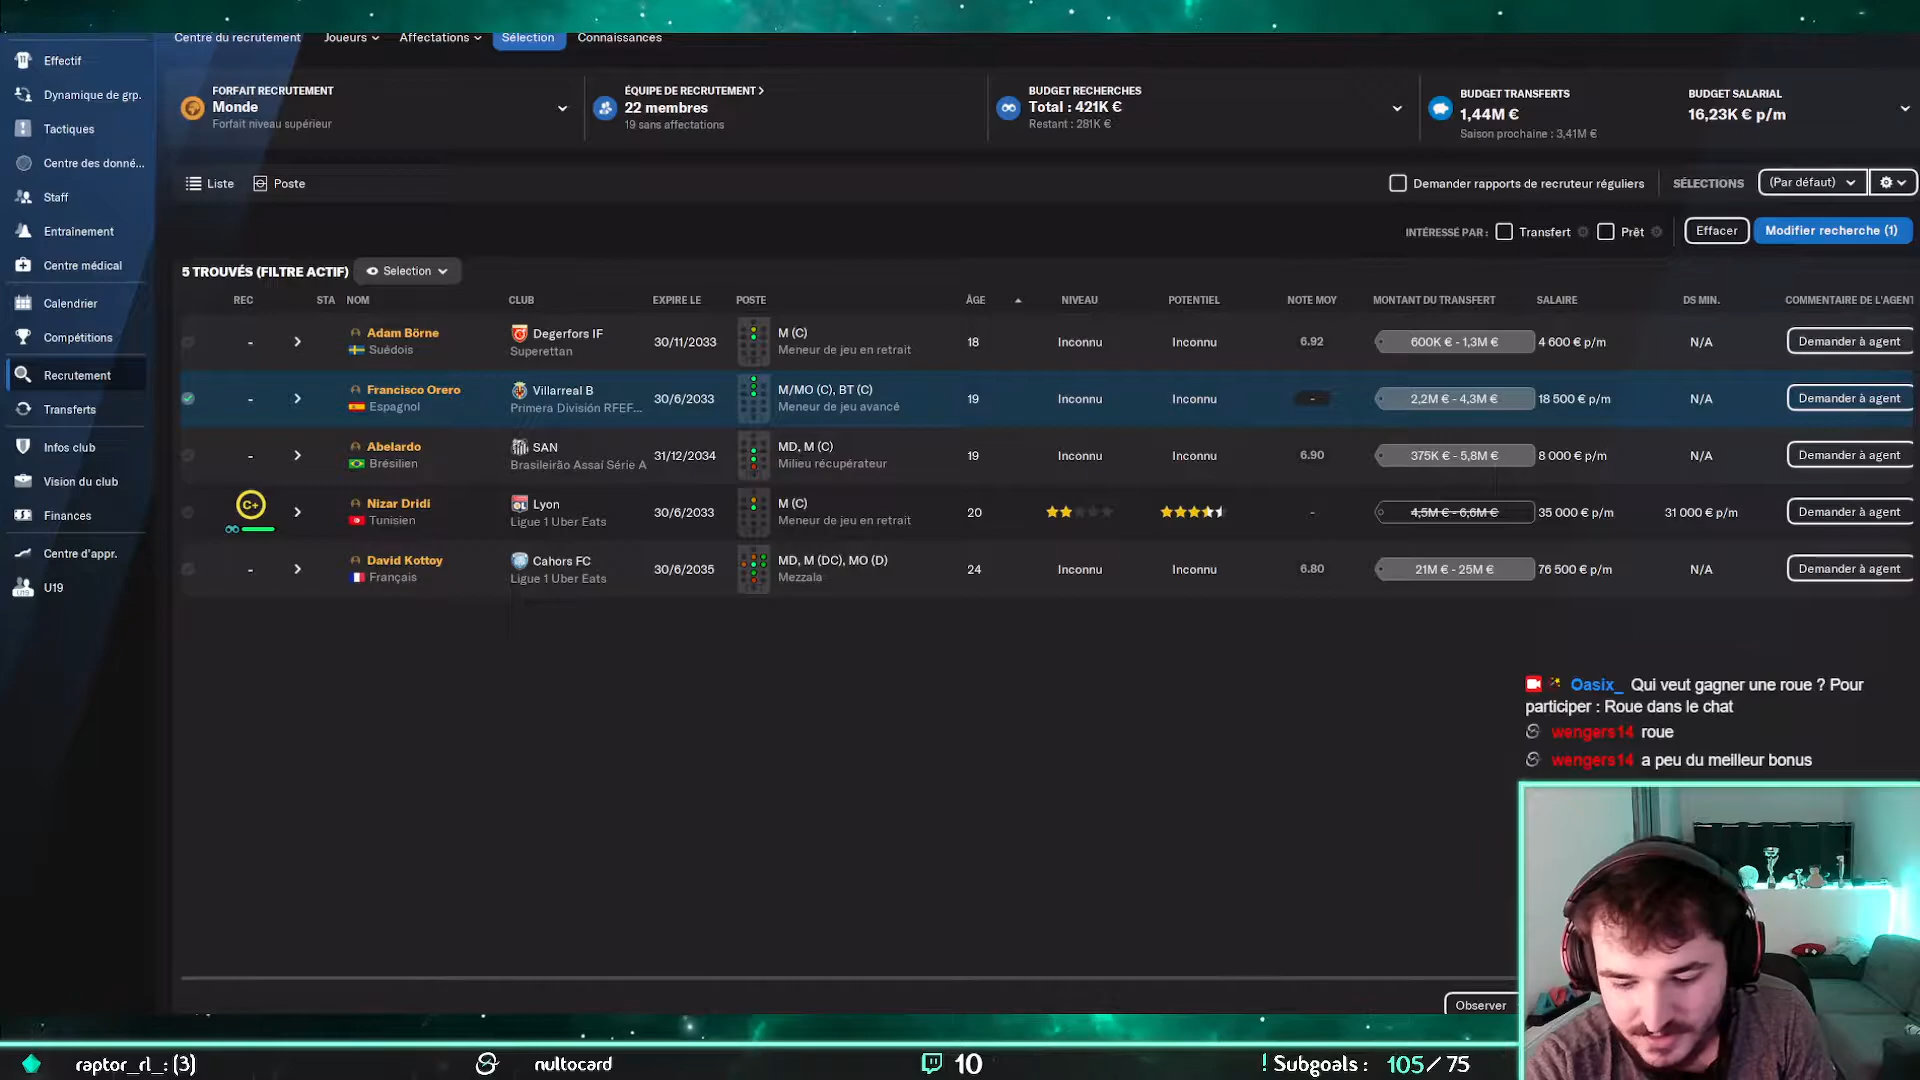 Centre du recrutement Joueurs Affectations Sélection Connaissances
Effectif
Dynamique de grp.
Tactiques
Centre des donné...
Staff
Entraînement
Centre médical
Calendrier
Compétitions
Recrutement
Transferts
Infos club
Vision du club
Finances
Centre d'appr.
U19
FORFAIT RECRUTEMENT
Monde
Forfait niveau supérieur
ÉQUIPE DE RECRUTEMENT
22 membres
19 sans affectations
BUDGET RECHERCHES
Total : 421K €
Restant : 281K €
BUDGET TRANSFERTS
1,44M €
Saison prochaine : 3,41M €
BUDGET SALARIAL
16,23K € p/m
Liste Poste
Demander rapports de recruteur réguliers SÉLECTIONS (Par défaut)
INTÉRESSÉ PAR : Transfert Prêt Effacer Modifier recherche (1)
5 TROUVÉS (FILTRE ACTIF) Selection
REC STA NOM CLUB EXPIRE LE POSTE ÂGE NIVEAU POTENTIEL NOTE MOY MONTANT DU TRANSFERT SALAIRE DS MIN. COMMENTAIRE DE L'AGENT
- Adam Börne Degerfors IF 30/11/2033 M (C) 18 Inconnu Inconnu 6.92 600K € - 1,3M € 4 600 € p/m N/A Demander à agent
Suédois Superettan Meneur de jeu en retrait
- Francisco Orero Villarreal B 30/6/2033 M/MO (C), BT (C) 19 Inconnu Inconnu - 2,2M € - 4,3M € 18 500 € p/m N/A Demander à agent
Espagnol Primera División RFEF... Meneur de jeu avancé
- Abelardo SAN 31/12/2034 MD, M (C) 19 Inconnu Inconnu 6.90 375K € - 5,8M € 8 000 € p/m N/A Demander à agent
Brésilien Brasileirão Assaí Série A Milieu récupérateur
C+ Nizar Dridi Lyon 30/6/2033 M (C) 20 - 4,5M € - 6,6M € 35 000 € p/m 31 000 € p/m Demander à agent
Tunisien Ligue 1 Uber Eats Meneur de jeu en retrait
- David Kottoy Cahors FC 30/6/2035 MD, M (DC), MO (D) 24 Inconnu Inconnu 6.80 21M € - 25M € 76 500 € p/m N/A Demander à agent
Français Ligue 1 Uber Eats Mezzala
Oasix_ Qui veut gagner une roue ? Pour
participer : Roue dans le chat
wengers14 roue
wengers14 a peu du meilleur bonus
Observer
raptor_rl_: (3) nultocard 10 ! Subgoals : 105/75